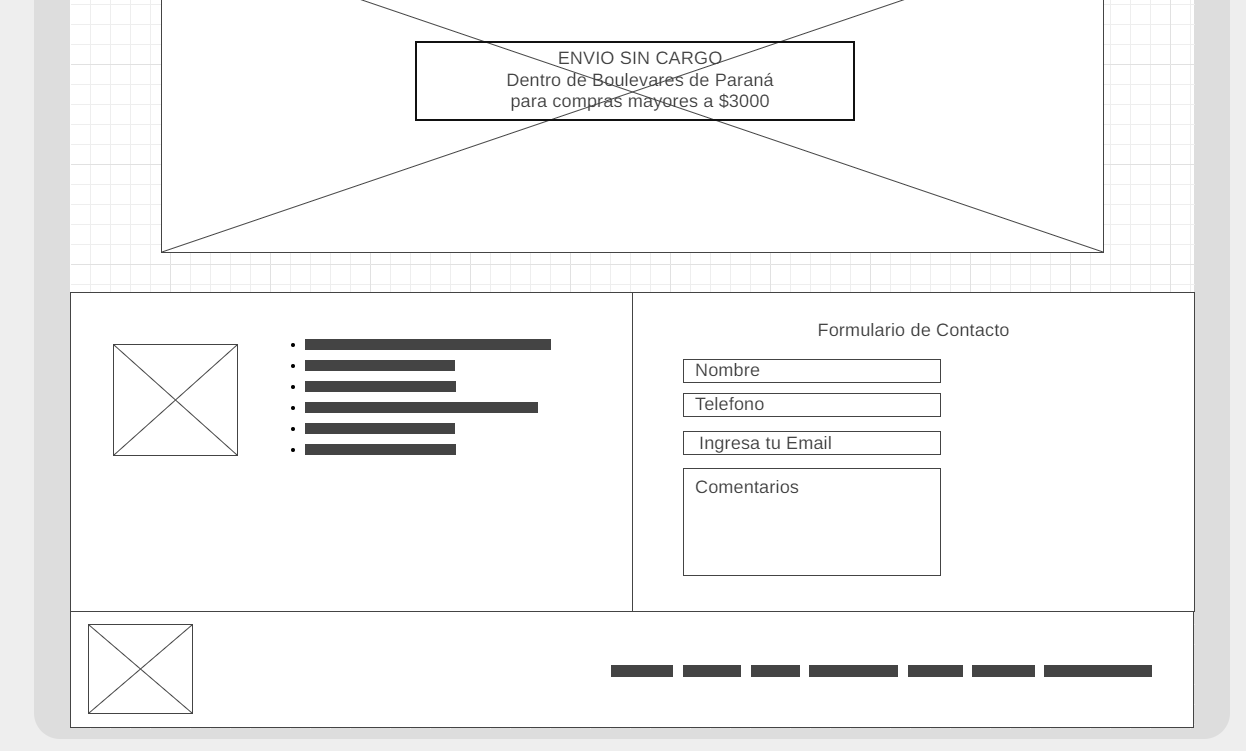 ENVIO SIN CARGO
Dentro de Boulevares de Paraná
para compras mayores a $3000
Formulario de Contacto
Nombre
Telefono
Ingresa tu Email
Comentarios